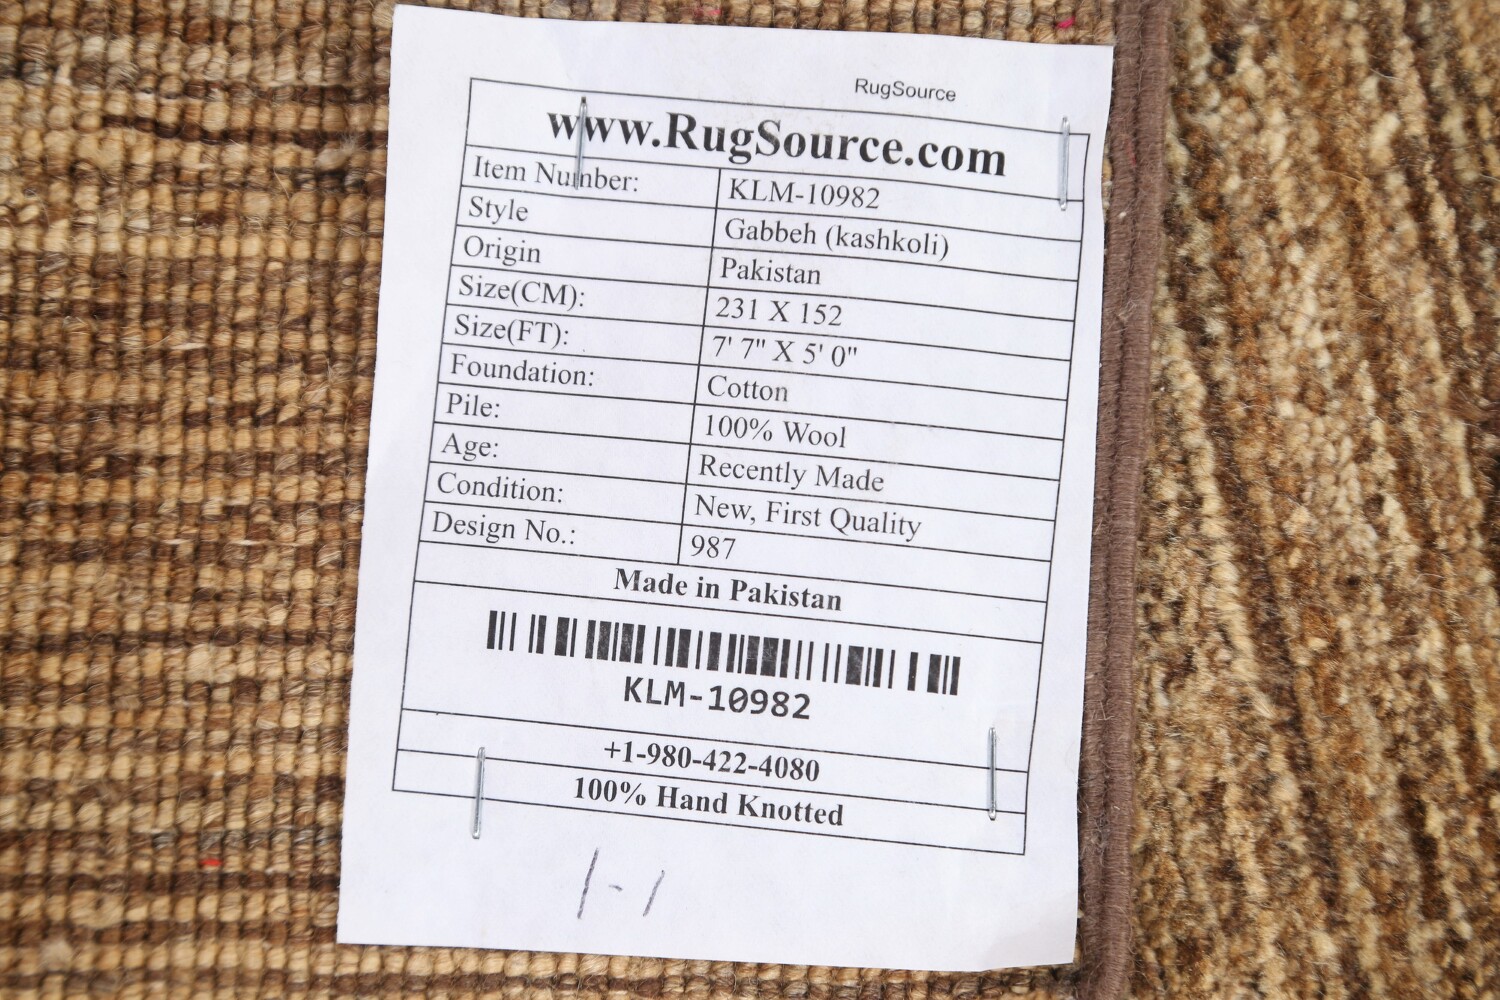 RugSource
www.RugSource.com
Item Number: KLM-10982
Style Gabbeh (kashkoli)
Origin Pakistan
Size(CM): 231 X 152
Size(FT): 7' 7" X 5' 0"
Foundation: Cotton
Pile: 100% Wool
Age: Recently Made
Condition: New, First Quality
Design No.: 987
Made in Pakistan
KLM-10982
+1-980-422-4080
100% Hand Knotted
1-1